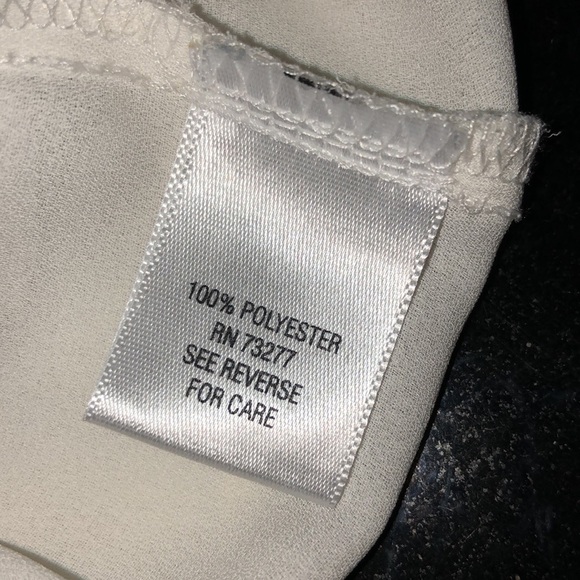 100% POLYESTER
RN 73277
SEE REVERSE
FOR CARE